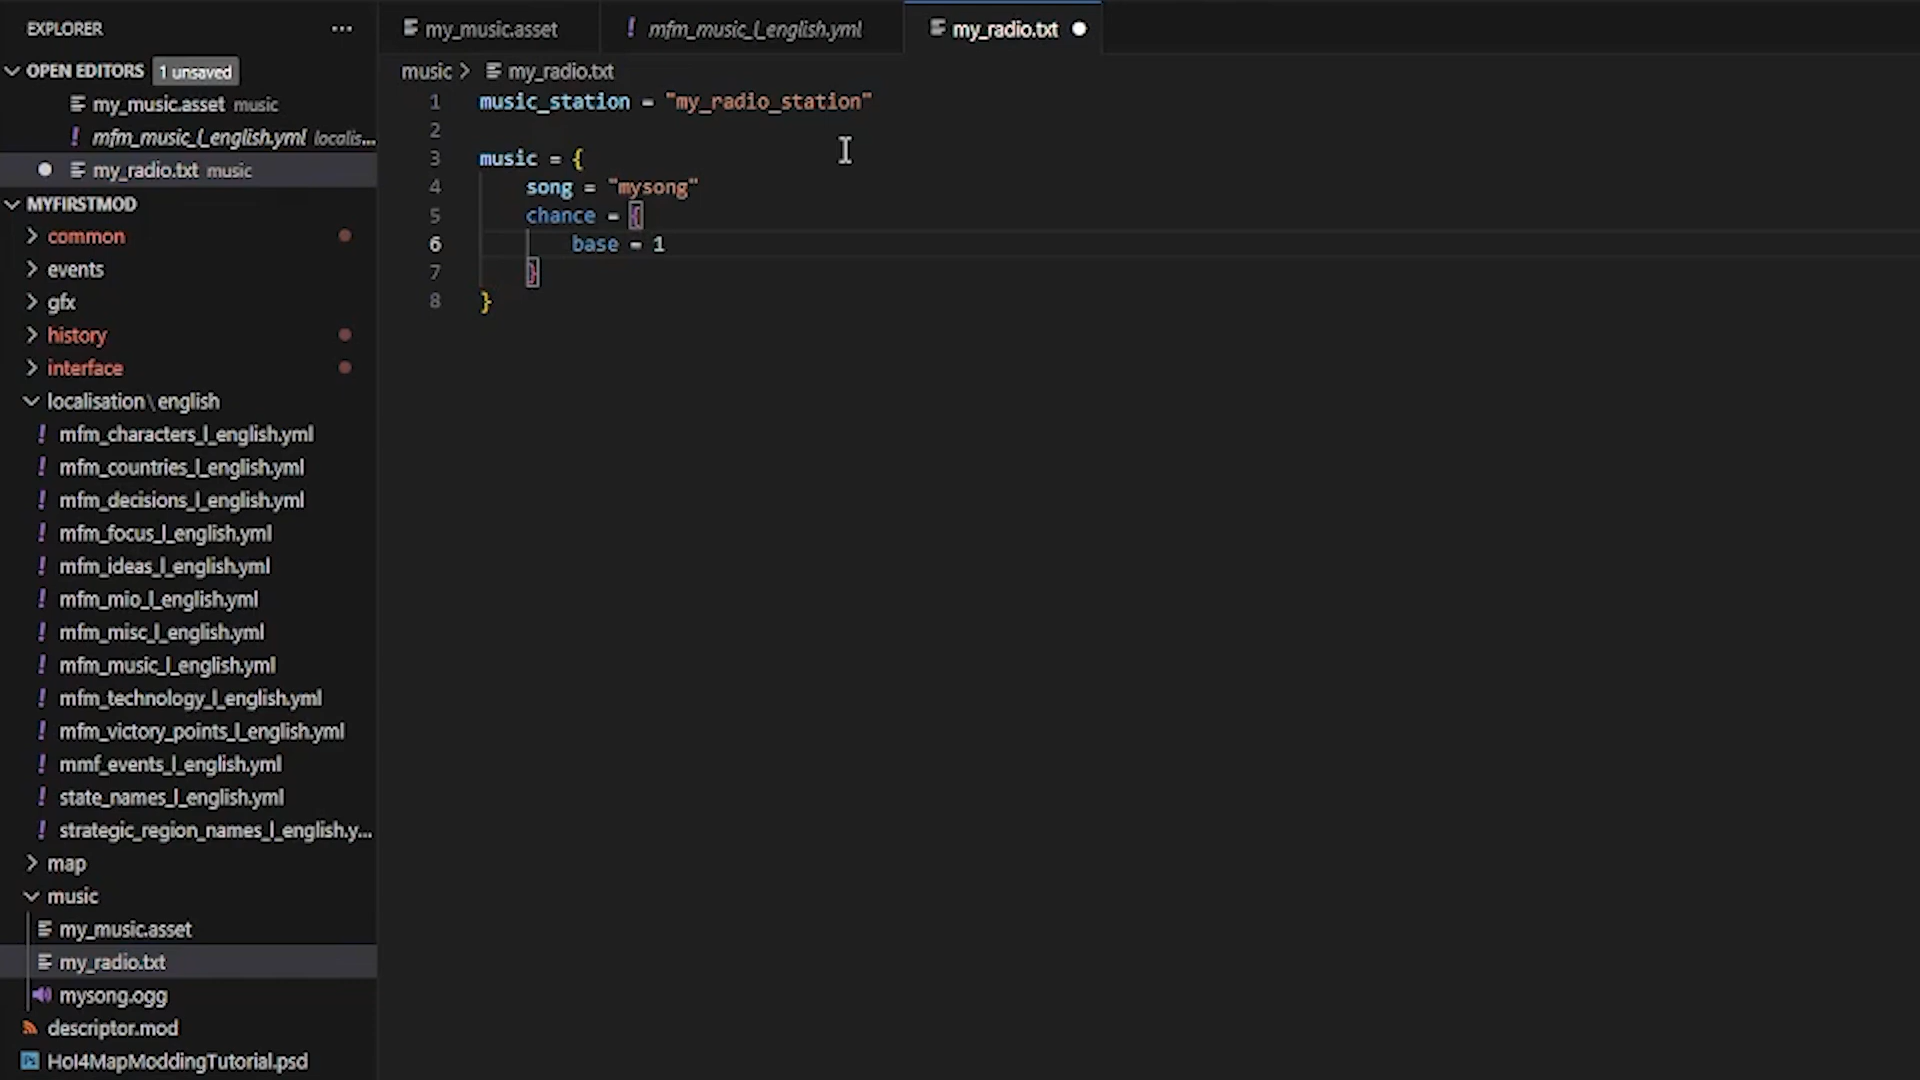 EXPLORER
OPEN EDITORS 1 unsaved
my_music.asset music
mfm_music_l_english.yml localis...
my_radio.txt music
MYFIRSTMOD
common
events
gfx
history
interface
localisation\english
mfm_characters_l_english.yml
mfm_countries_l_english.yml
mfm_decisions_l_english.yml
mfm_focus_l_english.yml
mfm_ideas_l_english.yml
mfm_mio_l_english.yml
mfm_misc_l_english.yml
mfm_music_l_english.yml
mfm_technology_l_english.yml
mfm_victory_points_l_english.yml
mmf_events_l_english.yml
state_names_l_english.yml
strategic_region_names_l_english.y...
map
music
my_music.asset
my_radio.txt
mysong.ogg
descriptor.mod
Ps HoI4MapModdingTutorial.psd
my_music.asset mfm_music_l_english.yml my_radio.txt
music > my_radio.txt
1 music_station = "my_radio_station"
2
3 music = {
4 song = "mysong"
5 chance = {
6 base = 1
7 }
8 }